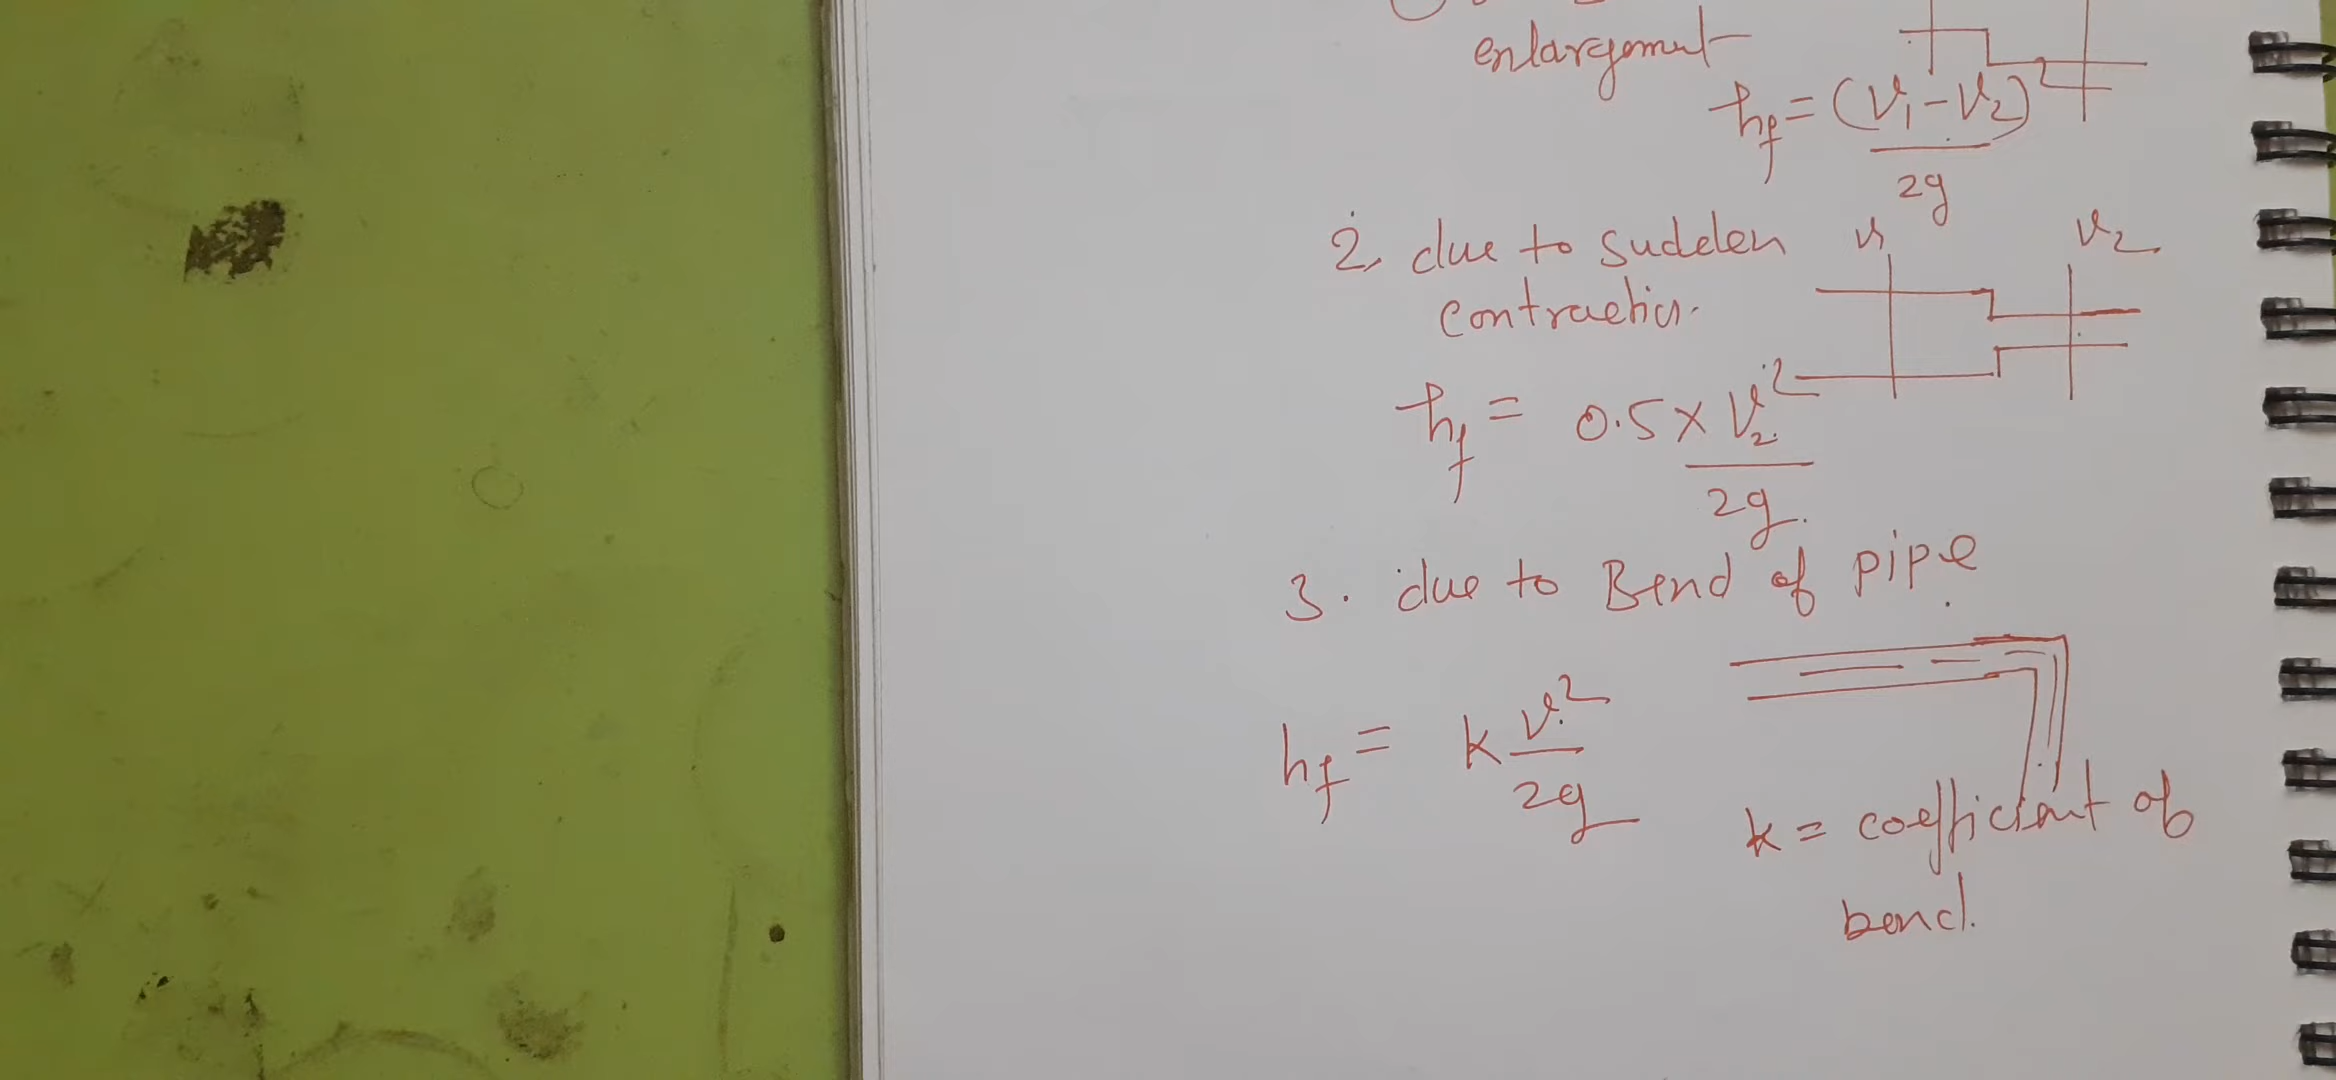 enlargement
hf = (V1-V2)²
2g
2, due to sudden
V1 V2
contraction.
hf = 0.5 x V2²
2g.
3. due to Bend of pipe
hf = k v²
2g
k = coefficient of
bend.